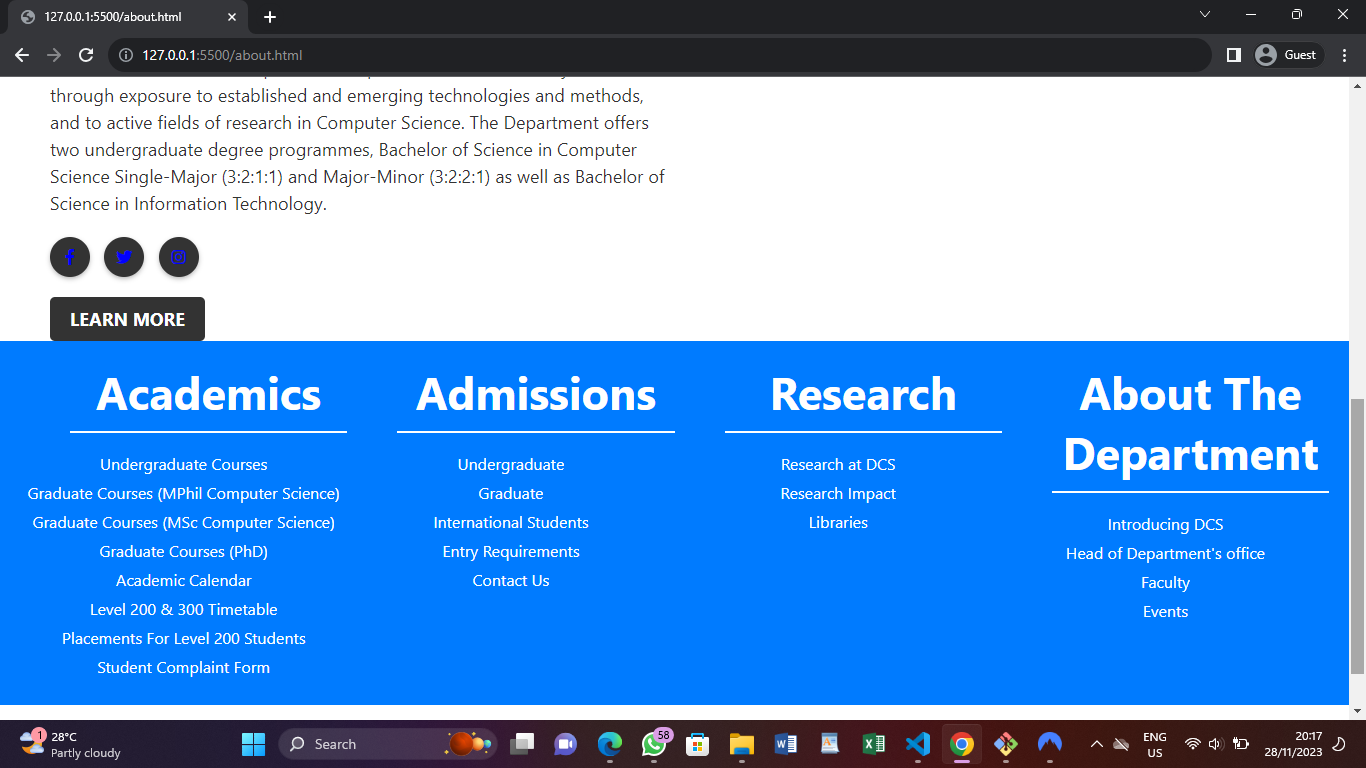 127.0.0.1:5500/about.html
127.0.0.1:5500/about.html
Guest
through exposure to established and emerging technologies and methods,
and to active fields of research in Computer Science. The Department offers
two undergraduate degree programmes, Bachelor of Science in Computer
Science Single-Major (3:2:1:1) and Major-Minor (3:2:2:1) as well as Bachelor of
Science in Information Technology.
LEARN MORE
Academics
Undergraduate Courses
Graduate Courses (MPhil Computer Science)
Graduate Courses (MSc Computer Science)
Graduate Courses (PhD)
Academic Calendar
Level 200 & 300 Timetable
Placements For Level 200 Students
Student Complaint Form
Admissions
Undergraduate
Graduate
International Students
Entry Requirements
Contact Us
Research
Research at DCS
Research Impact
Libraries
About The
Department
Introducing DCS
Head of Department's office
Faculty
Events
1
28°C
Partly cloudy
Search
58
ENG
US
20:17
28/11/2023